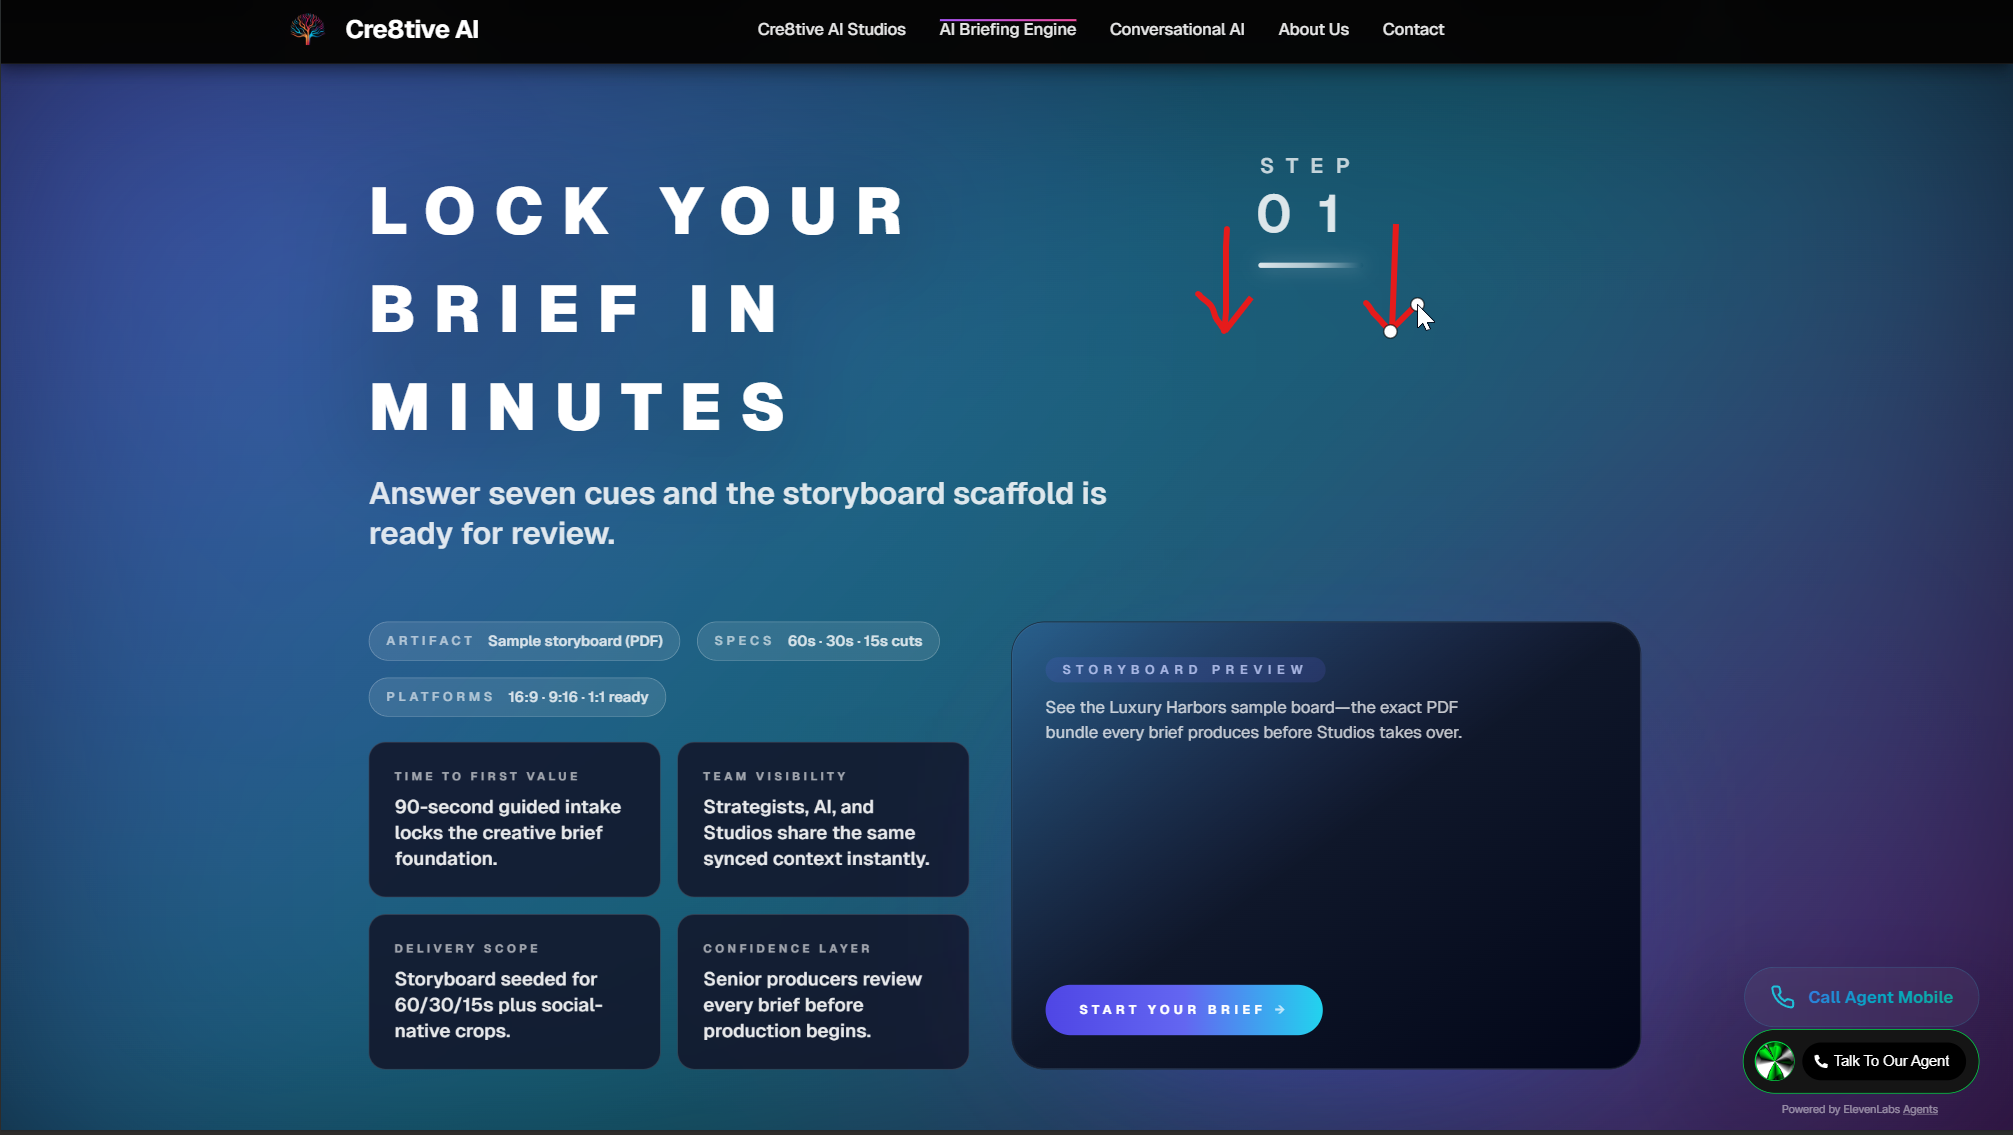 Cre8tive AI
Cre8tive AI Studios
AI Briefing Engine
Conversational AI
About Us
Contact
LOCK YOUR
BRIEF IN
MINUTES
STEP
01
Answer seven cues and the storyboard scaffold is
ready for review.
ARTIFACT Sample storyboard (PDF)
SPECS 60s · 30s · 15s cuts
PLATFORMS 16:9 · 9:16 · 1:1 ready
TIME TO FIRST VALUE
90-second guided intake
locks the creative brief
foundation.
TEAM VISIBILITY
Strategists, AI, and
Studios share the same
synced context instantly.
DELIVERY SCOPE
Storyboard seeded for
60/30/15s plus social-
native crops.
CONFIDENCE LAYER
Senior producers review
every brief before
production begins.
STORYBOARD PREVIEW
See the Luxury Harbors sample board—the exact PDF
bundle every brief produces before Studios takes over.
START YOUR BRIEF →
Call Agent Mobile
Talk To Our Agent
Powered by ElevenLabs Agents